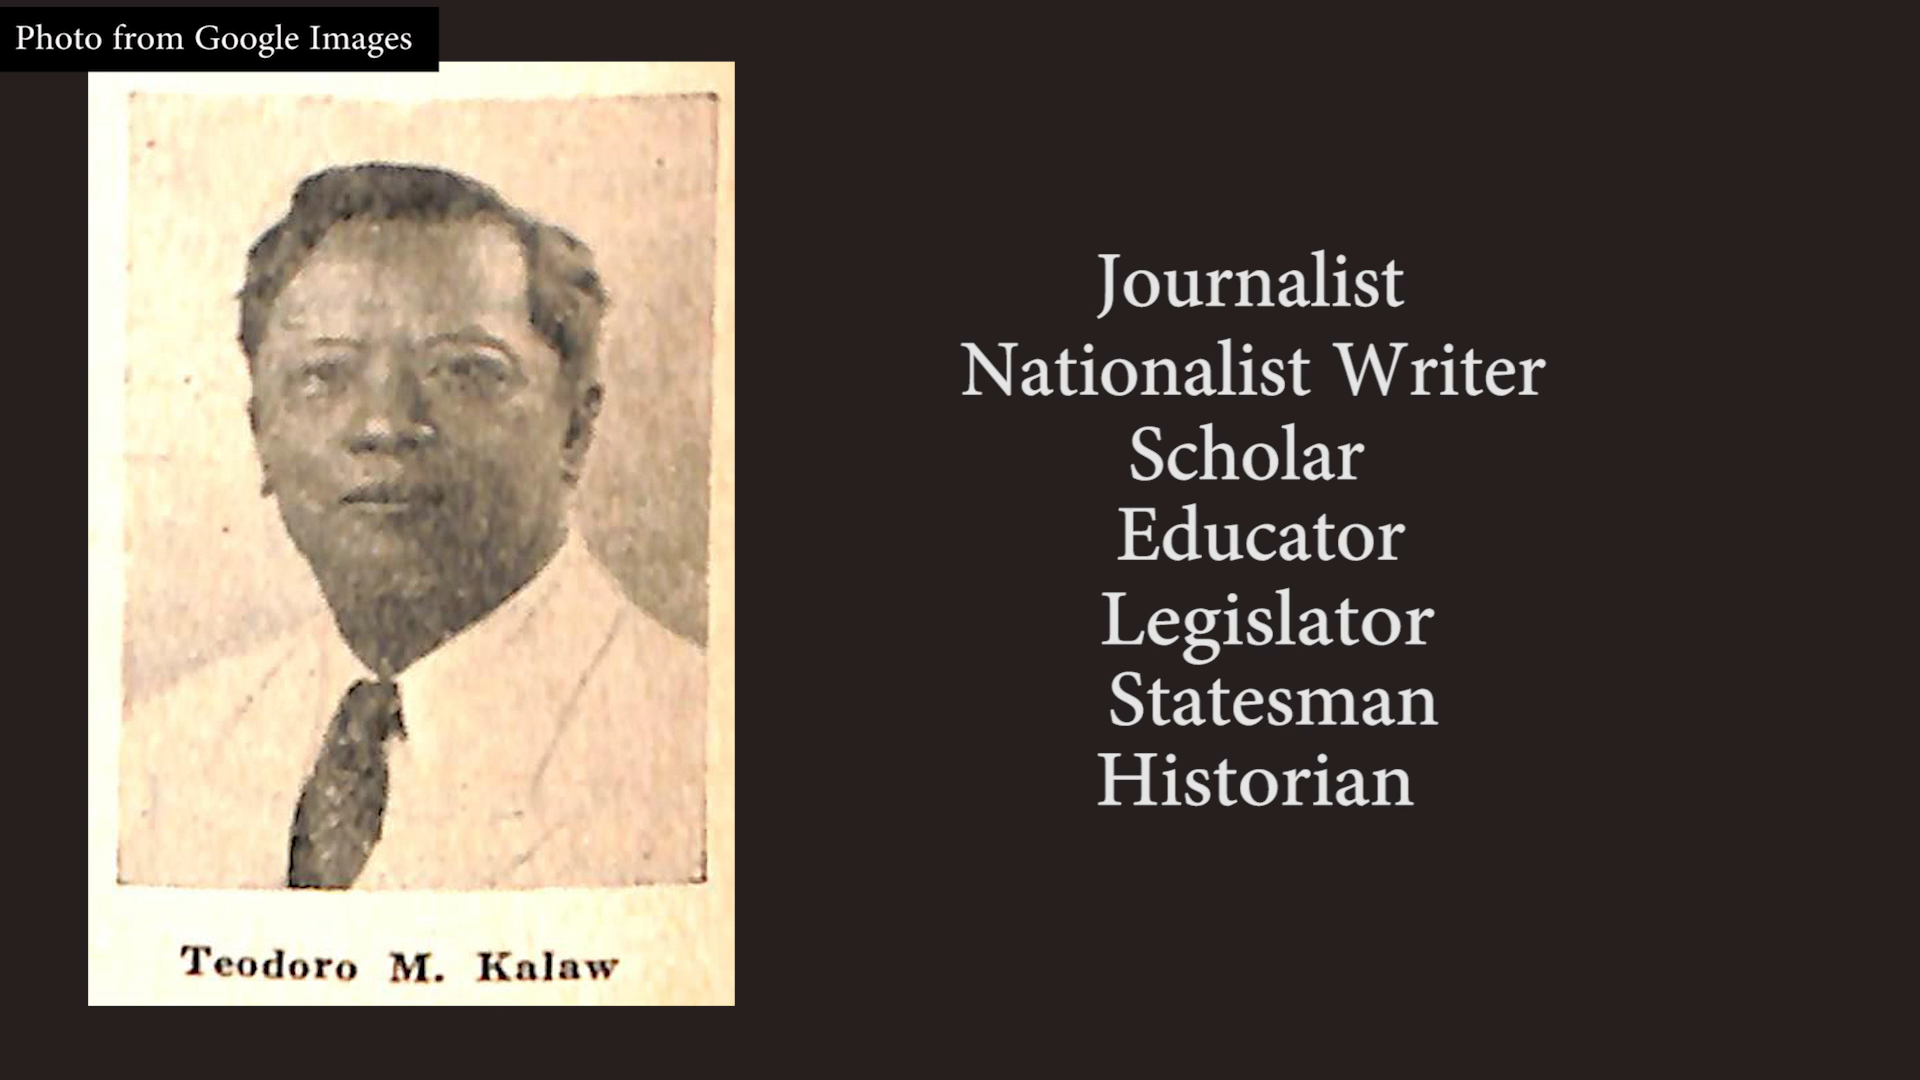 Photo from Google Images
Teodoro M. Kalaw
Journalist
Nationalist Writer
Scholar
Educator
Legislator
Statesman
Historian